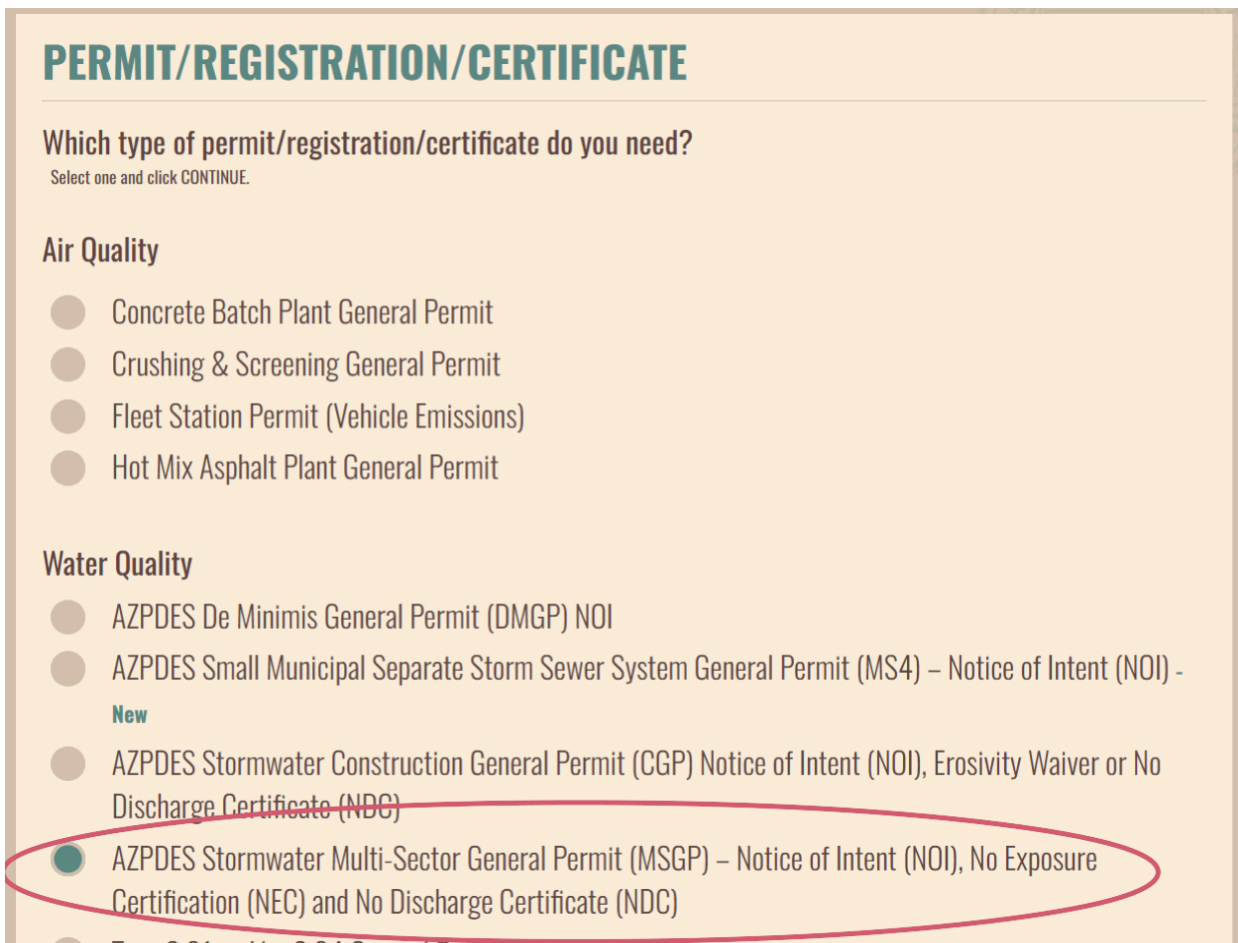 PERMIT/REGISTRATION/CERTIFICATE
Which type of permit/registration/certificate do you need?
Select one and click CONTINUE.
Air Quality
Concrete Batch Plant General Permit
Crushing & Screening General Permit
Fleet Station Permit (Vehicle Emissions)
Hot Mix Asphalt Plant General Permit
Water Quality
AZPDES De Minimis General Permit (DMGP) NOI
AZPDES Small Municipal Separate Storm Sewer System General Permit (MS4) – Notice of Intent (NOI) -
New
AZPDES Stormwater Construction General Permit (CGP) Notice of Intent (NOI), Erosivity Waiver or No
Discharge Certificate (NDC)
AZPDES Stormwater Multi-Sector General Permit (MSGP) – Notice of Intent (NOI), No Exposure
Certification (NEC) and No Discharge Certificate (NDC)